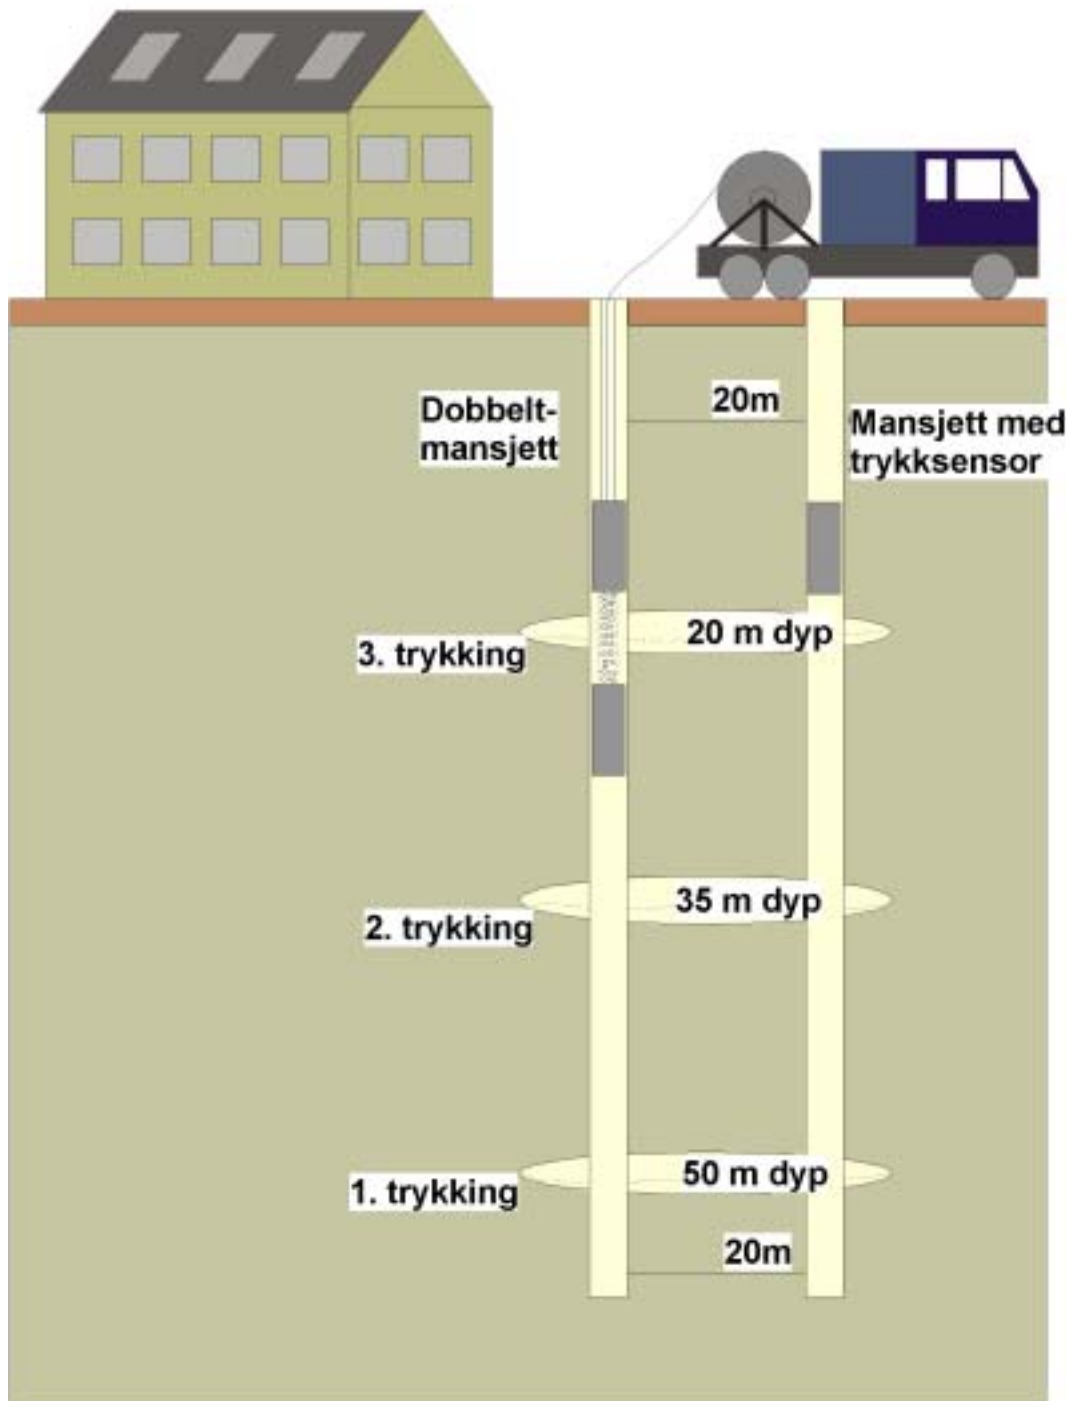 Dobbelt-
mansjett
20m
Mansjett med
trykksensor
3. trykking
20 m dyp
2. trykking
35 m dyp
1. trykking
50 m dyp
20m